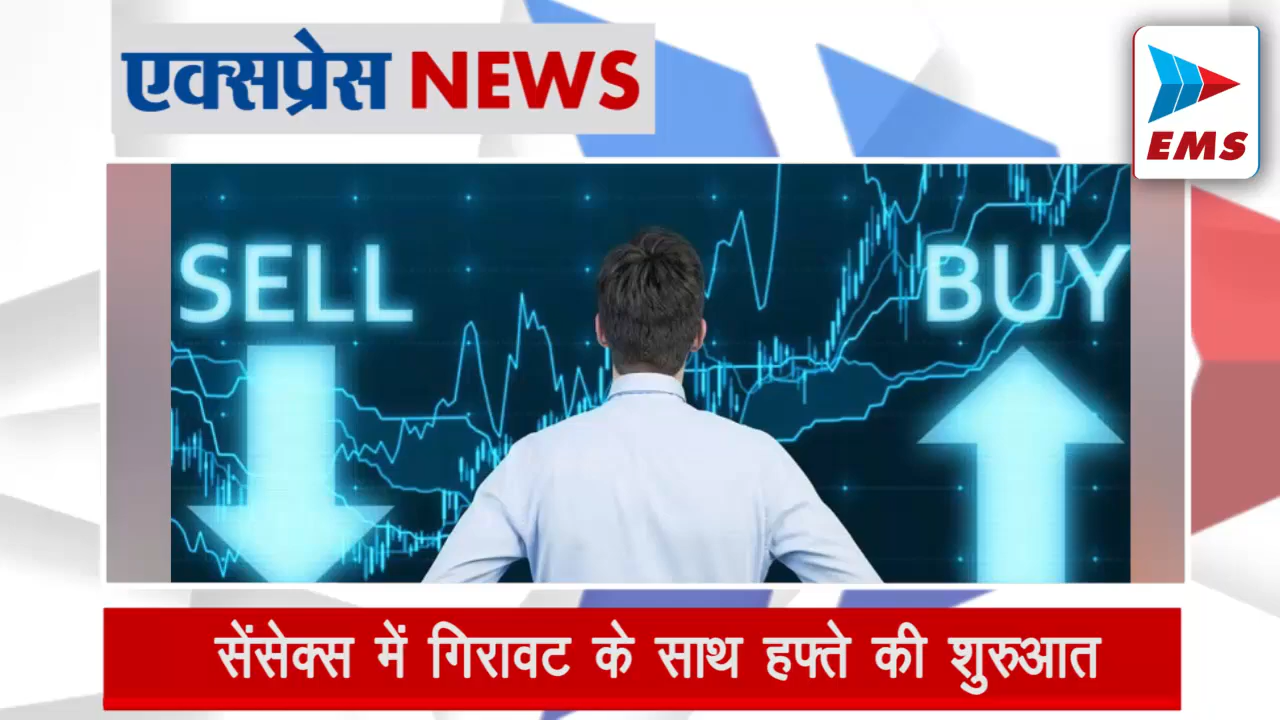 एक्सप्रेस NEWS
EMS
SELL
BUY
सेंसेक्स में गिरावट के साथ हफ्ते की शुरुआत